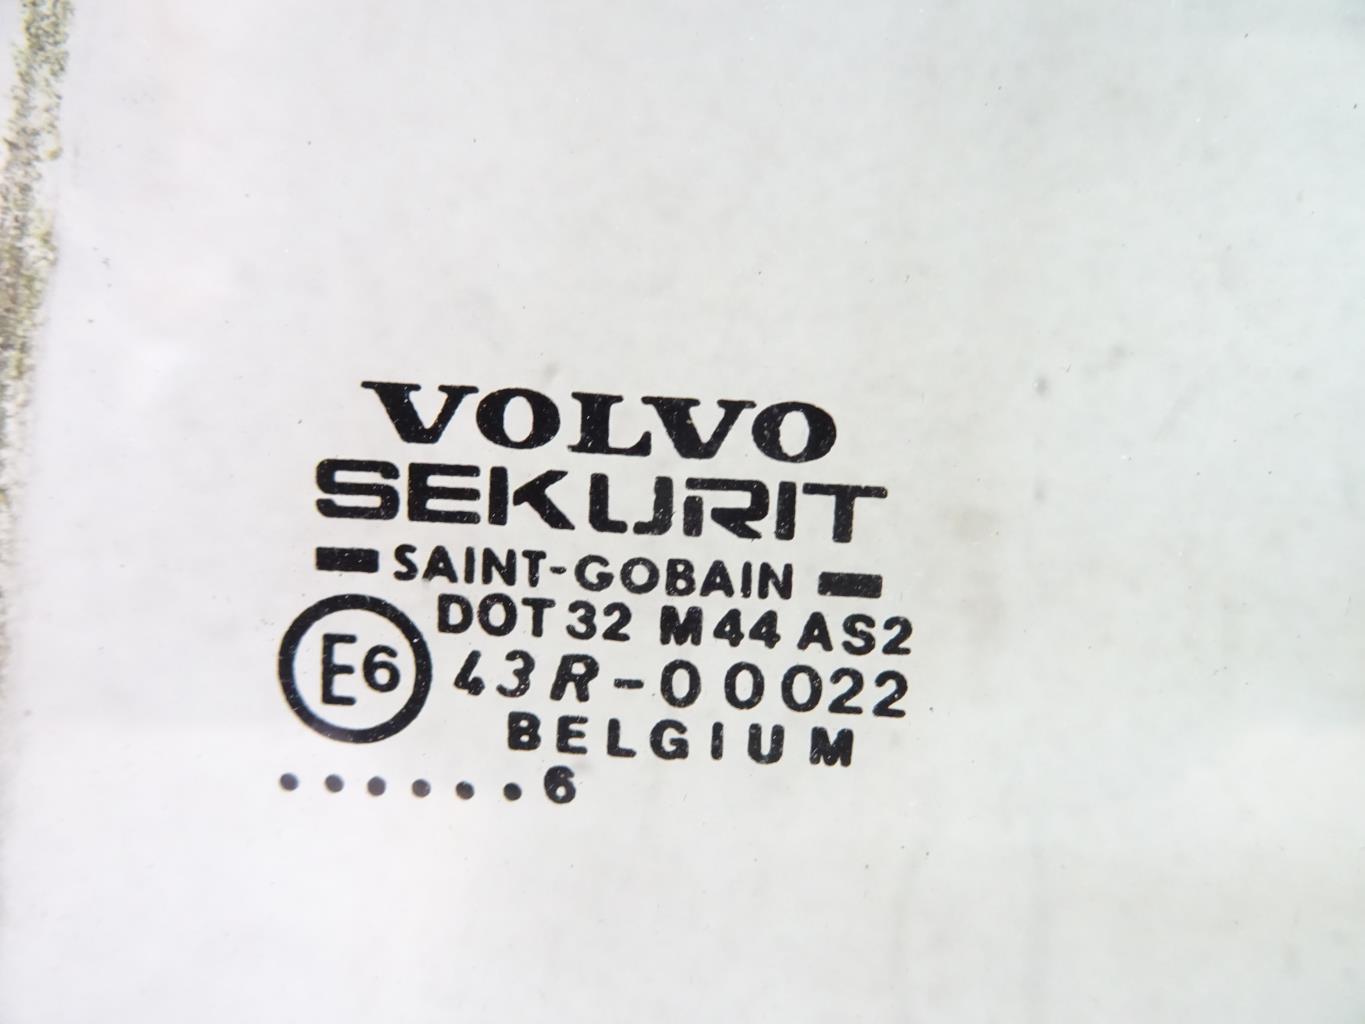 VOLVO
SEKURIT
SAINT-GOBAIN
DOT 32 M44 AS2
E6 43R-00022
BELGIUM
......6